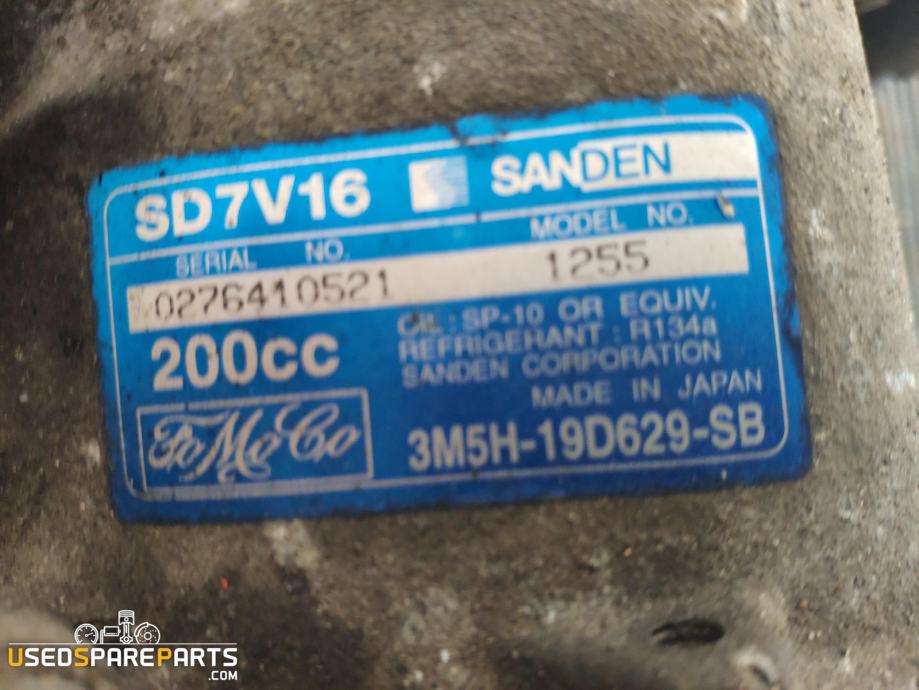 SD7V16 SANDEN
SERIAL NO. MODEL NO.
0276410521 1255
200cc
OIL : SP-10 OR EQUIV.
REFRIGERANT : R134a
SANDEN CORPORATION
MADE IN JAPAN
FoMoCo 3M5H-19D629-SB
USEDSPAREPARTS
.COM